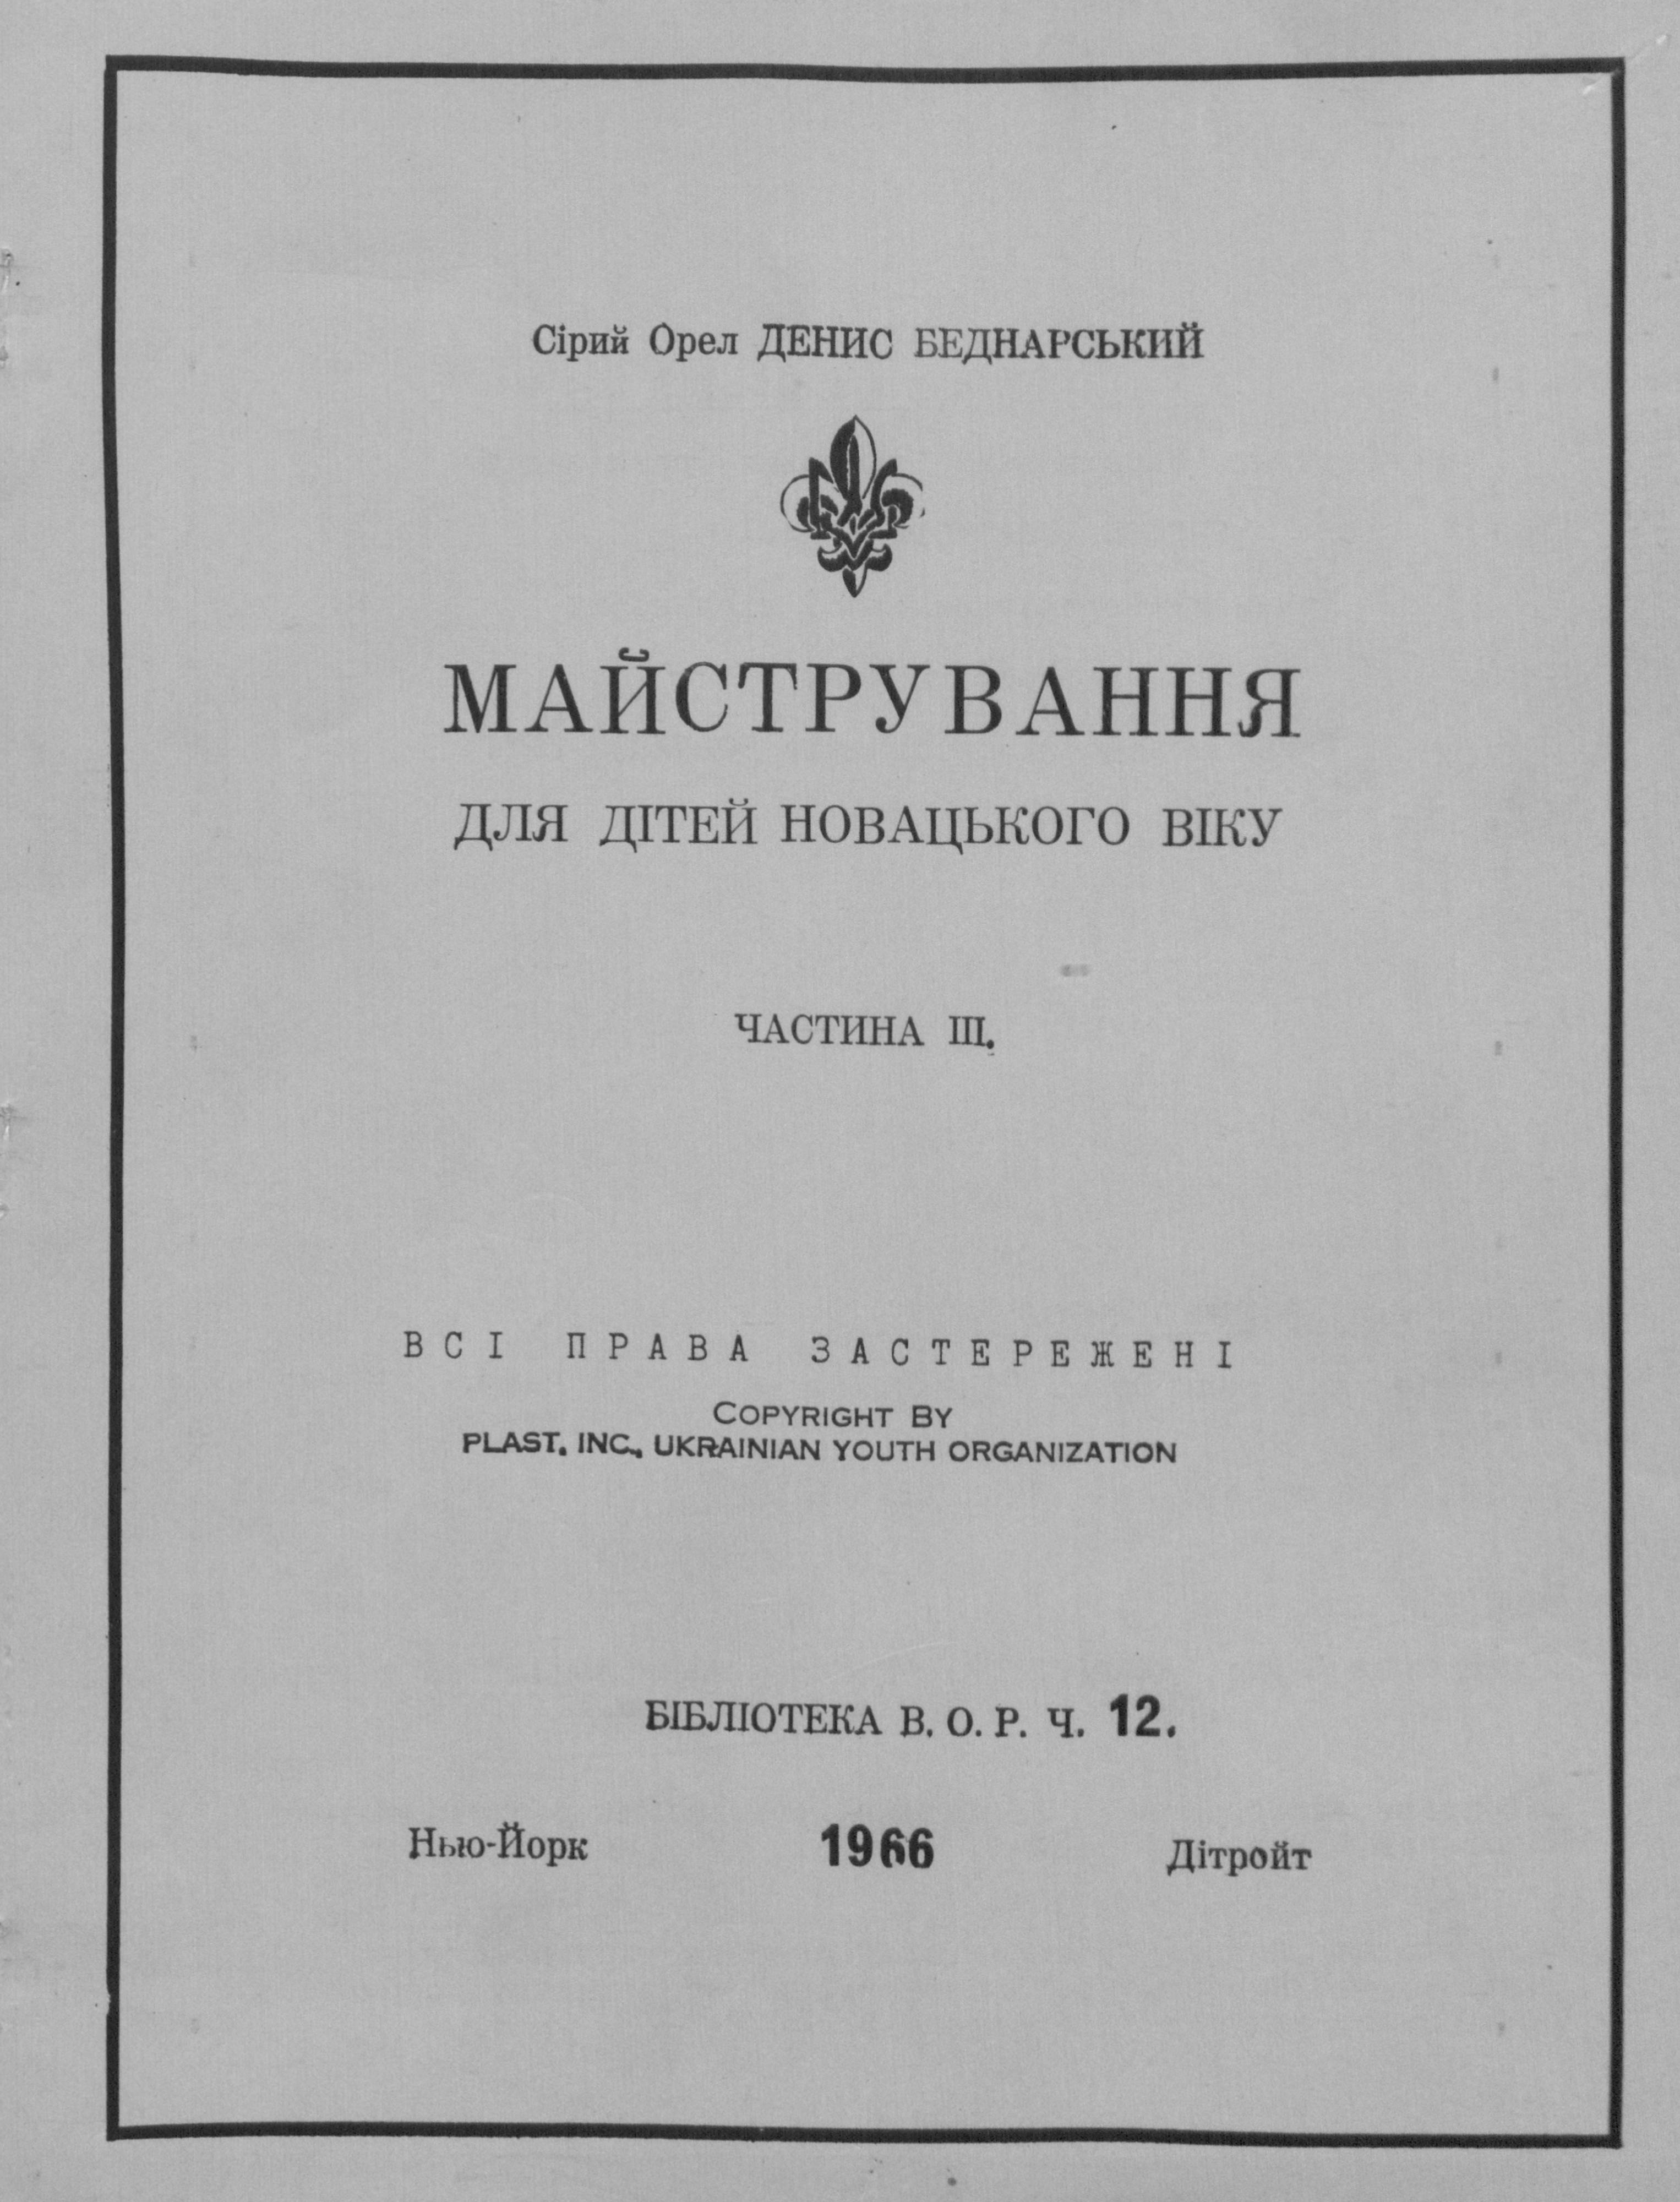 Сірий Орел ДЕНИС БЕДНАРСЬКИЙ
МАЙСТРУВАННЯ
ДЛЯ ДІТЕЙ НОВАЦЬКОГО ВІКУ
ЧАСТИНА III.
ВСІ ПРАВА ЗАСТЕРЕЖЕНІ
COPYRIGHT BY
PLAST, INC., UKRAINIAN YOUTH ORGANIZATION
БІБЛІОТЕКА В. О. Р. Ч. 12.
Нью-Йорк 1966 Дітройт